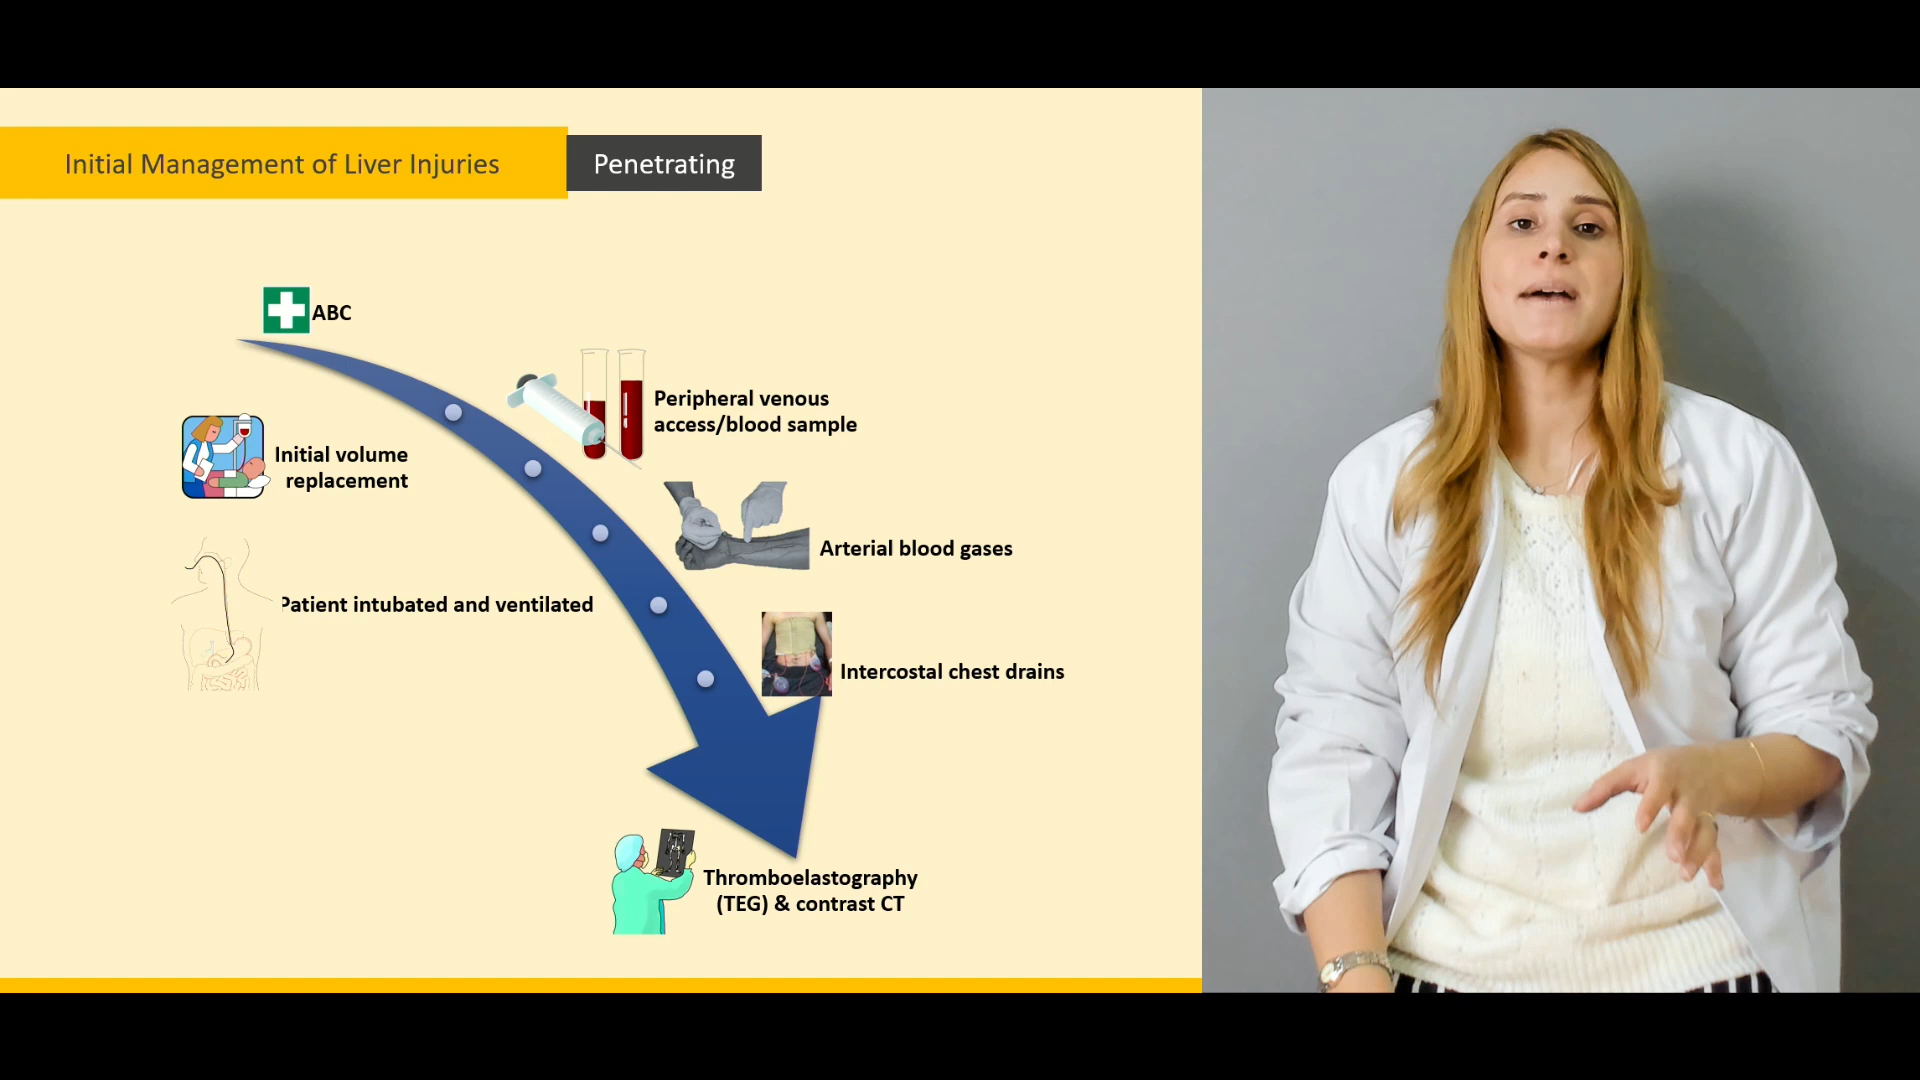 Initial Management of Liver Injuries
Penetrating
ABC
Peripheral venous
access/blood sample
Initial volume
replacement
Arterial blood gases
Patient intubated and ventilated
Intercostal chest drains
Thromboelastography
(TEG) & contrast CT